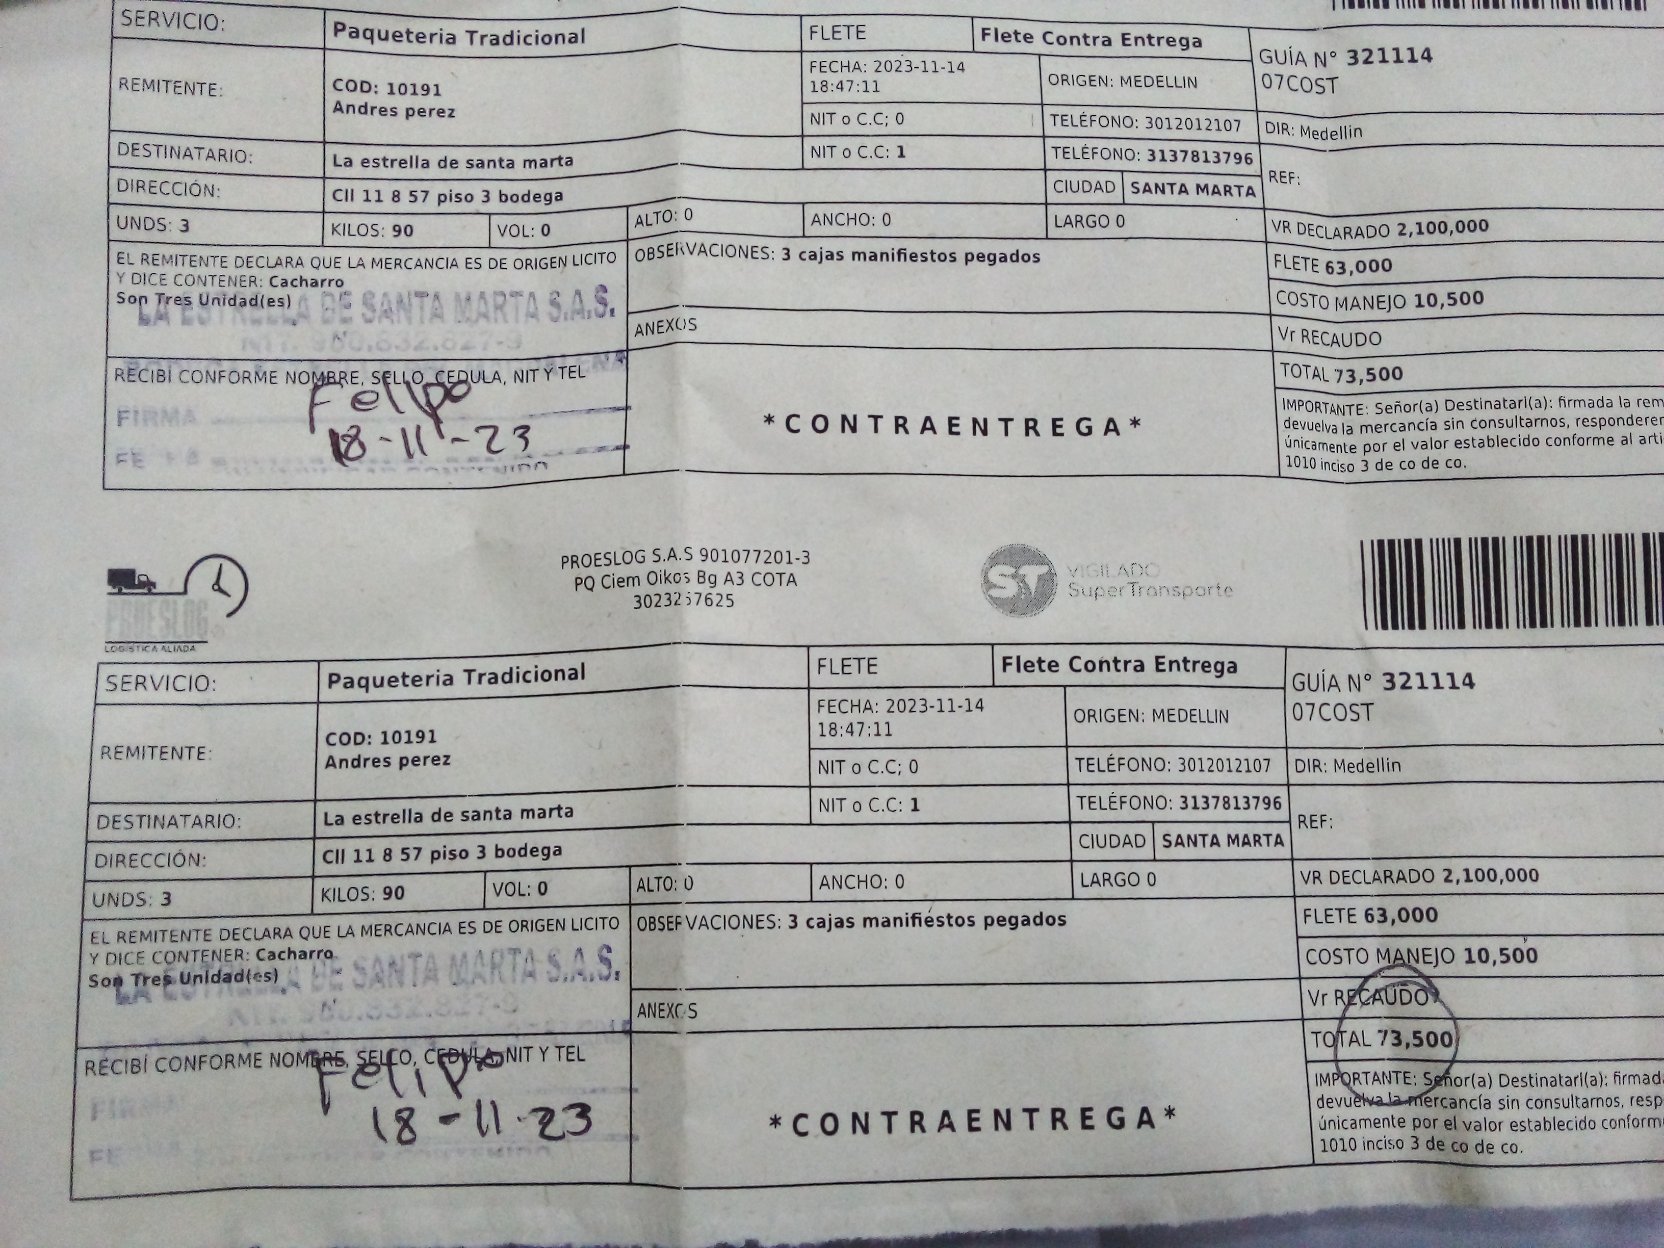 SERVICIO: Paqueteria Tradicional FLETE Flete Contra Entrega
GUÍA N° 321114
07COST
REMITENTE: COD: 10191
Andres perez
FECHA: 2023-11-14
18:47:11
ORIGEN: MEDELLIN
NIT o C.C; 0 TELÉFONO: 3012012107 DIR: Medellin
DESTINATARIO: La estrella de santa marta NIT o C.C: 1 TELÉFONO: 3137813796
REF:
DIRECCIÓN: Cll 11 8 57 piso 3 bodega CIUDAD SANTA MARTA
UNDS: 3 KILOS: 90 VOL: 0 ALTO: 0 ANCHO: 0 LARGO 0 VR DECLARADO 2,100,000
EL REMITENTE DECLARA QUE LA MERCANCIA ES DE ORIGEN LICITO
Y DICE CONTENER: Cacharro
Son Tres Unidad(es)
LA ESTRELLA DE SANTA MARTA S.A.S.
OBSERVACIONES: 3 cajas manifiestos pegados
ANEXOS
FLETE 63,000
COSTO MANEJO 10,500
Vr RECAUDO
TOTAL 73,500
RECIBÍ CONFORME NOMBRE, SELLO, CEDULA, NIT Y TEL
Felipe
FIRMA
18-11-23
*CONTRAENTREGA*
IMPORTANTE: Señor(a) Destinatari(a): firmada la rem
devuelva la mercancía sin consultarnos, responderem
únicamente por el valor establecido conforme al arti
1010 inciso 3 de co de co.
PROESLOG
LOGISTICA ALIADA
PROESLOG S.A.S 901077201-3
PQ Ciem Oikos Bg A3 COTA
3023257625
ST VIGILADO
SuperTransporte
SERVICIO: Paqueteria Tradicional FLETE Flete Contra Entrega
GUÍA N° 321114
07COST
REMITENTE: COD: 10191
Andres perez
FECHA: 2023-11-14
18:47:11
ORIGEN: MEDELLIN
NIT o C.C; 0 TELÉFONO: 3012012107 DIR: Medellin
DESTINATARIO: La estrella de santa marta NIT o C.C: 1 TELÉFONO: 3137813796
REF:
DIRECCIÓN: Cll 11 8 57 piso 3 bodega CIUDAD SANTA MARTA
UNDS: 3 KILOS: 90 VOL: 0 ALTO: 0 ANCHO: 0 LARGO 0 VR DECLARADO 2,100,000
EL REMITENTE DECLARA QUE LA MERCANCIA ES DE ORIGEN LICITO
Y DICE CONTENER: Cacharro
Son Tres Unidad(es)
LA ESTRELLA DE SANTA MARTA S.A.S.
OBSERVACIONES: 3 cajas manifiestos pegados
ANEXOS
FLETE 63,000
COSTO MANEJO 10,500
Vr RECAUDO
TOTAL 73,500
RECIBÍ CONFORME NOMBRE, SELLO, CEDULA, NIT Y TEL
Felipe
FIRMA
18-11-23
*CONTRAENTREGA*
IMPORTANTE: Señor(a) Destinatari(a): firmada
devuelva la mercancía sin consultarnos, resp
únicamente por el valor establecido conform
1010 inciso 3 de co de co.